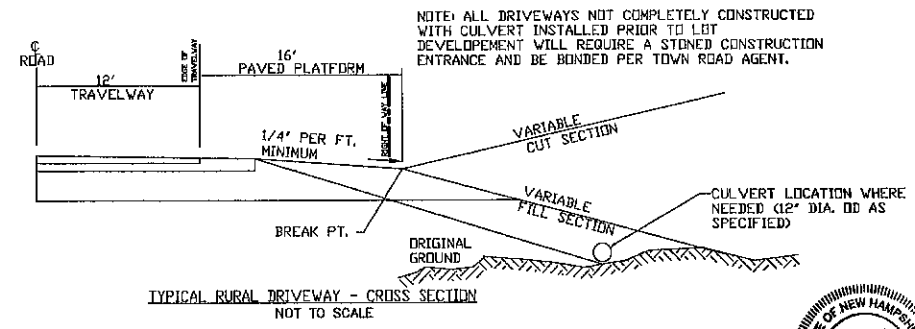 NOTE: ALL DRIVEWAYS NOT COMPLETELY CONSTRUCTED
WITH CULVERT INSTALLED PRIOR TO LOT
DEVELOPEMENT WILL REQUIRE A STONED CONSTRUCTION
ENTRANCE AND BE BONDED PER TOWN ROAD AGENT.
℄
ROAD
EDGE OF
TRAVELWAY
16'
PAVED PLATFORM
12'
TRAVELWAY
RIGHT OF WAY LINE
1/4" PER FT.
MINIMUM
VARIABLE
CUT SECTION
VARIABLE
FILL SECTION
CULVERT LOCATION WHERE
NEEDED (12" DIA. OD AS
SPECIFIED)
BREAK PT.
ORIGINAL
GROUND
TYPICAL RURAL DRIVEWAY - CROSS SECTION
NOT TO SCALE
OF NEW HAMPSH